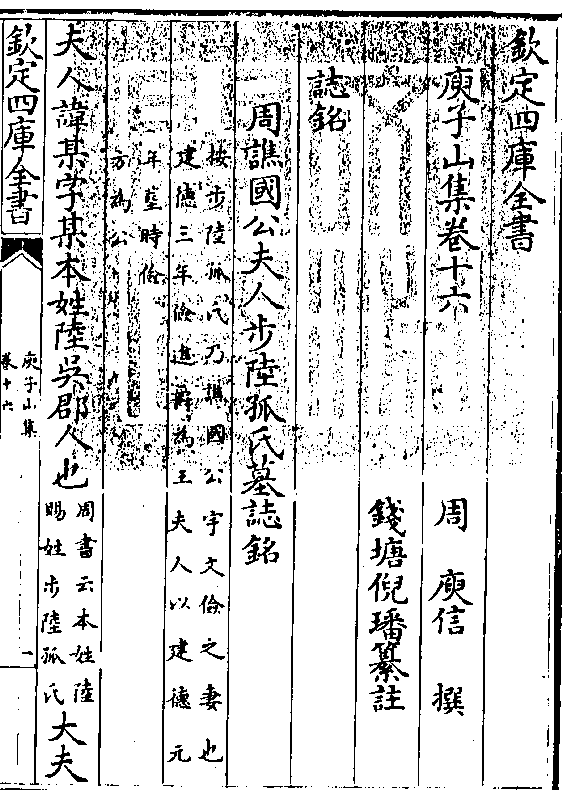 欽定四庫全書
庾子山集卷十六
周 庾信 撰
錢塘倪璠纂註
誌銘
周譙國公夫人步陸孤氏墓誌銘
按步陸孤氏乃譙國公宇文儉之妻也
建德三年儉進爵為王夫人以建德元
年薨時儉
方為公
夫人諱某字某本姓陸吳郡人也
周書云本姓陸
賜姓步陸孤氏
大夫
欽定四庫全書
庾子山集
卷十六
一